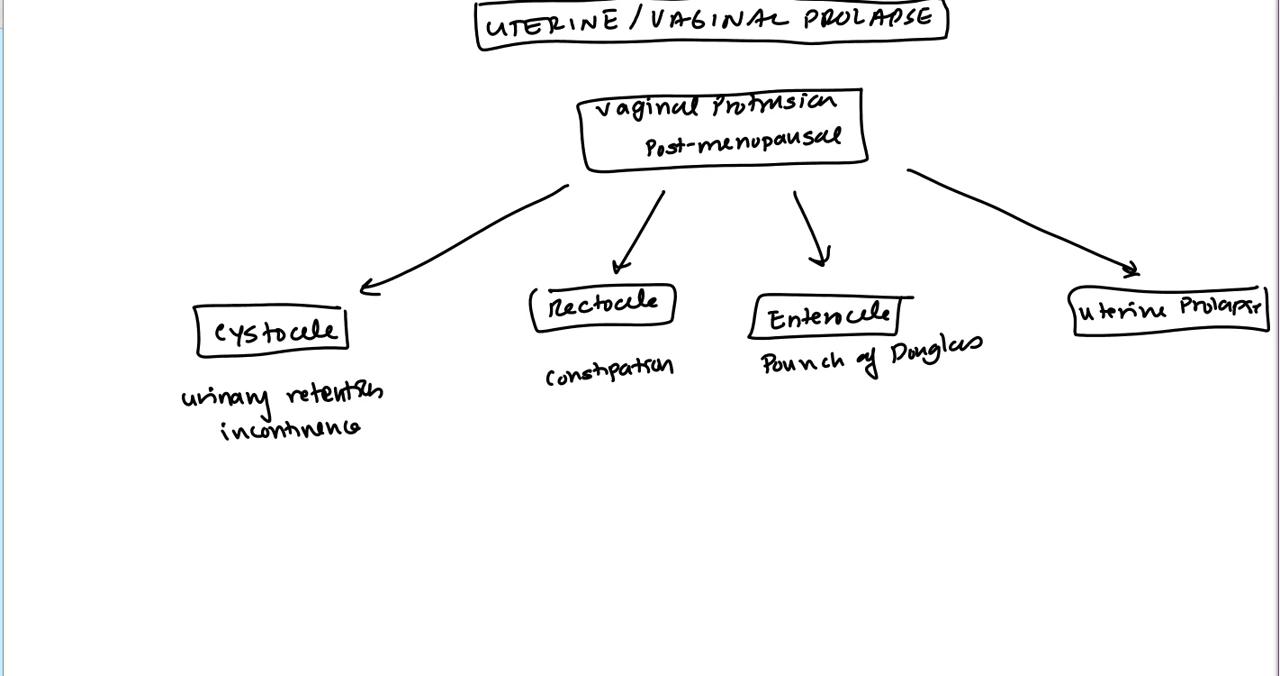 UTERINE / VAGINAL PROLAPSE
Vaginal Protrusion
Post-menopausal
Cystocele
Rectocele
Enterocele
Uterine Prolapse
urinary retention
incontinence
constipation
Pounch of Douglas